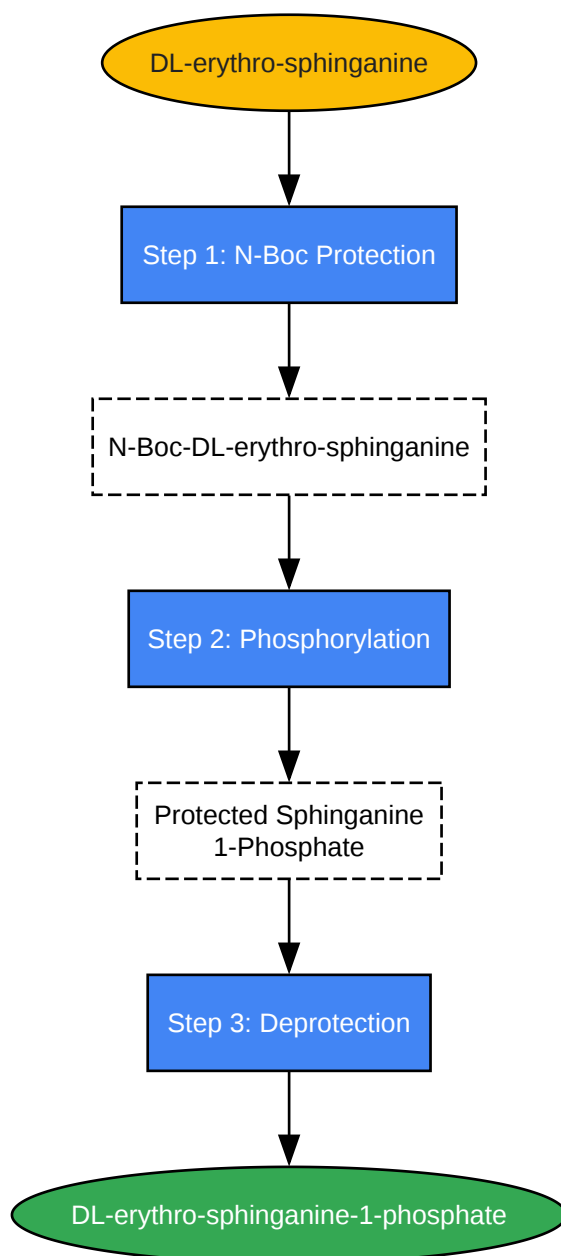 DL-erythro-sphinganine
Step 1: N-Boc Protection
N-Boc-DL-erythro-sphinganine
Step 2: Phosphorylation
Protected Sphinganine
1-Phosphate
Step 3: Deprotection
DL-erythro-sphinganine-1-phosphate